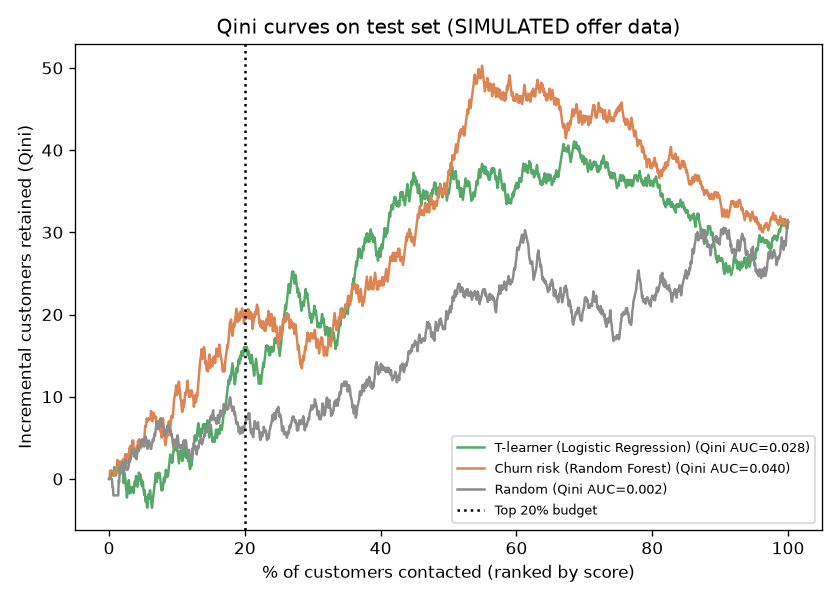 Qini curves on test set (SIMULATED offer data)
Incremental customers retained (Qini)
50
40
30
20
10
0
0 20 40 60 80 100
% of customers contacted (ranked by score)
T-learner (Logistic Regression) (Qini AUC=0.028)
Churn risk (Random Forest) (Qini AUC=0.040)
Random (Qini AUC=0.002)
Top 20% budget